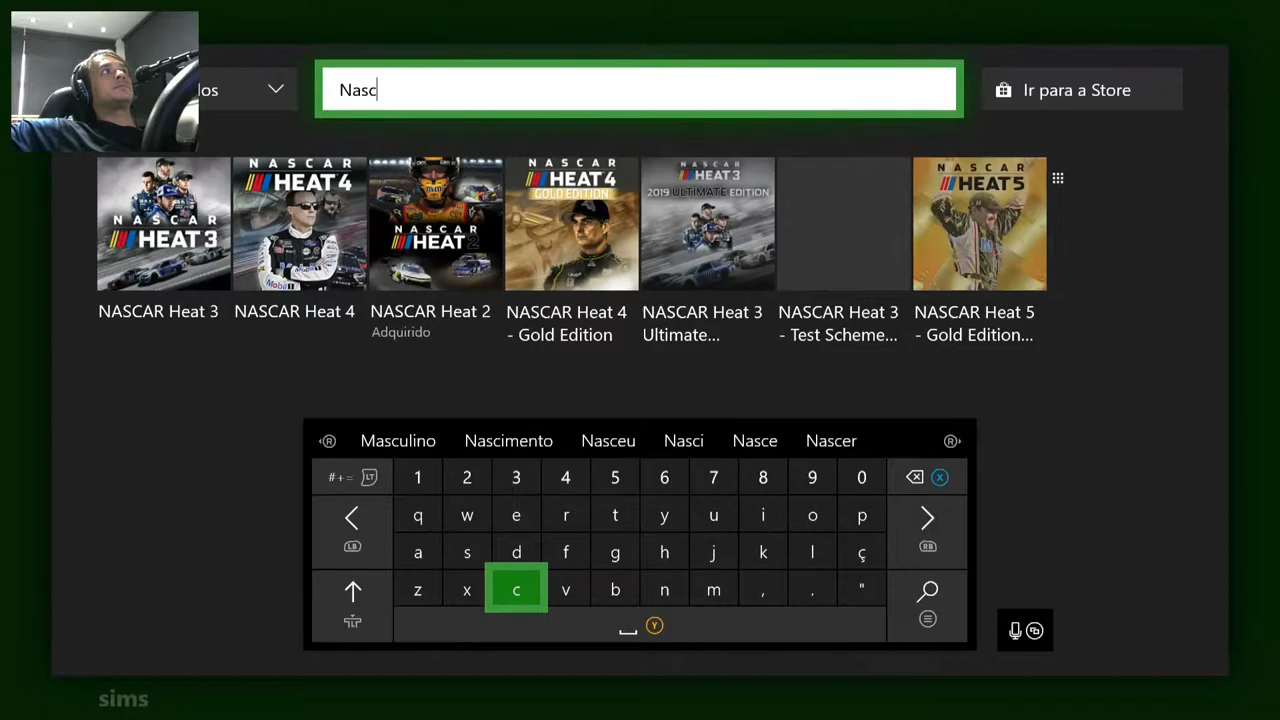 los
Nasc
Ir para a Store
NASCAR HEAT 3
NASCAR HEAT 4
NASCAR HEAT 2
NASCAR HEAT 4 GOLD EDITION
NASCAR HEAT 3 2019 ULTIMATE EDITION
NASCAR HEAT 5
NASCAR Heat 3
NASCAR Heat 4
NASCAR Heat 2
Adquirido
NASCAR Heat 4
- Gold Edition
NASCAR Heat 3
Ultimate...
NASCAR Heat 3
- Test Scheme...
NASCAR Heat 5
- Gold Edition...
R Masculino Nascimento Nasceu Nasci Nasce Nascer R
#+= LT 1 2 3 4 5 6 7 8 9 0 X
q w e r t y u i o p
LB a s d f g h j k l ç RB
z x c v b n m , . "
Y
sims